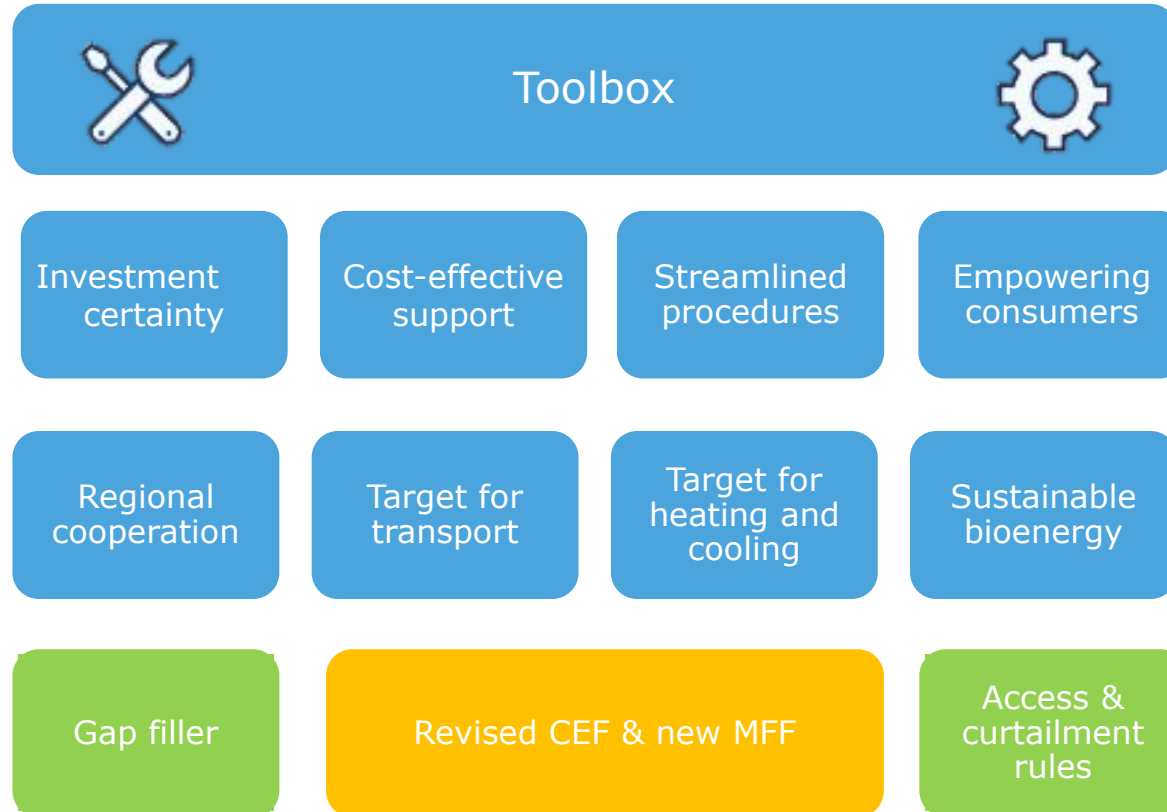 Toolbox
Investment
certainty
Cost-effective
support
Streamlined
procedures
Empowering
consumers
Regional
cooperation
Target for
transport
Target for
heating and
cooling
Sustainable
bioenergy
Gap filler
Revised CEF & new MFF
Access &
curtailment
rules